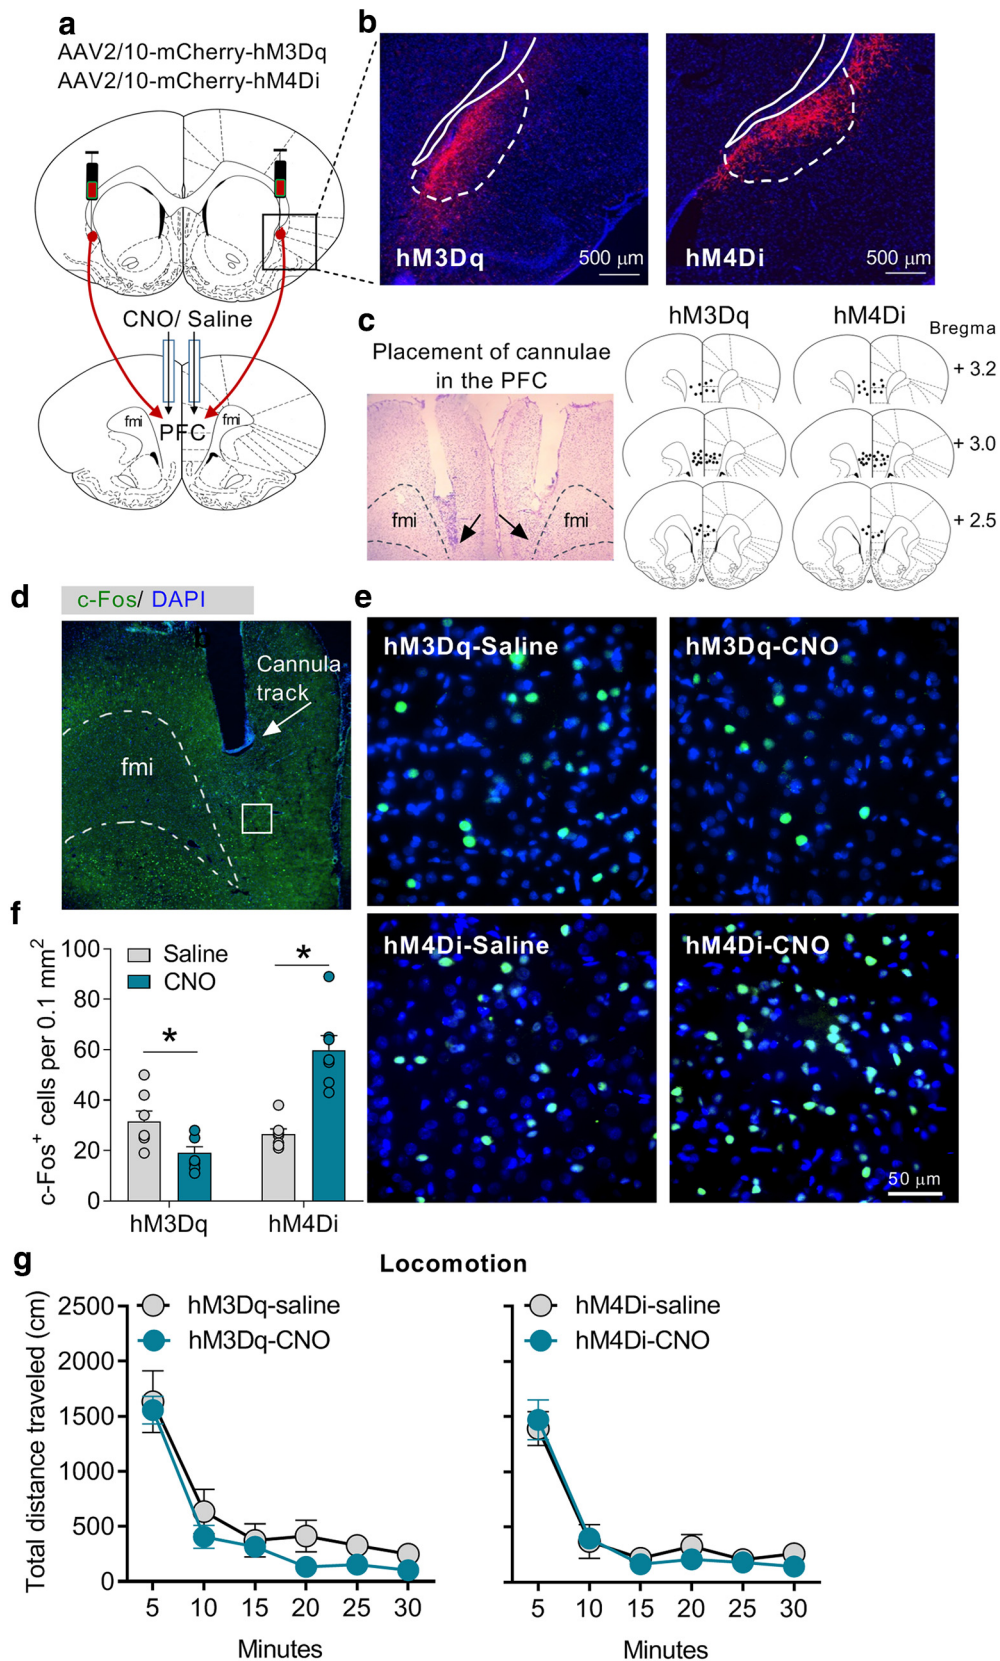 a
AAV2/10-mCherry-hM3Dq
AAV2/10-mCherry-hM4Di
CNO/ Saline
fmi
PFC
fmi
b
hM3Dq
500 µm
hM4Di
500 µm
c
Placement of cannulae
in the PFC
fmi
fmi
hM3Dq
hM4Di
Bregma
+ 3.2
+ 3.0
+ 2.5
d
c-Fos/ DAPI
Cannula
track
fmi
e
hM3Dq-Saline
hM3Dq-CNO
hM4Di-Saline
hM4Di-CNO
50 µm
f
c-Fos+ cells per 0.1 mm2
100
80
60
40
20
0
Saline
CNO
*
*
hM3Dq
hM4Di
g
Locomotion
Total distance traveled (cm)
2500
2000
1500
1000
500
0
hM3Dq-saline
hM3Dq-CNO
5 10 15 20 25 30
Minutes
hM4Di-saline
hM4Di-CNO
5 10 15 20 25 30
Minutes